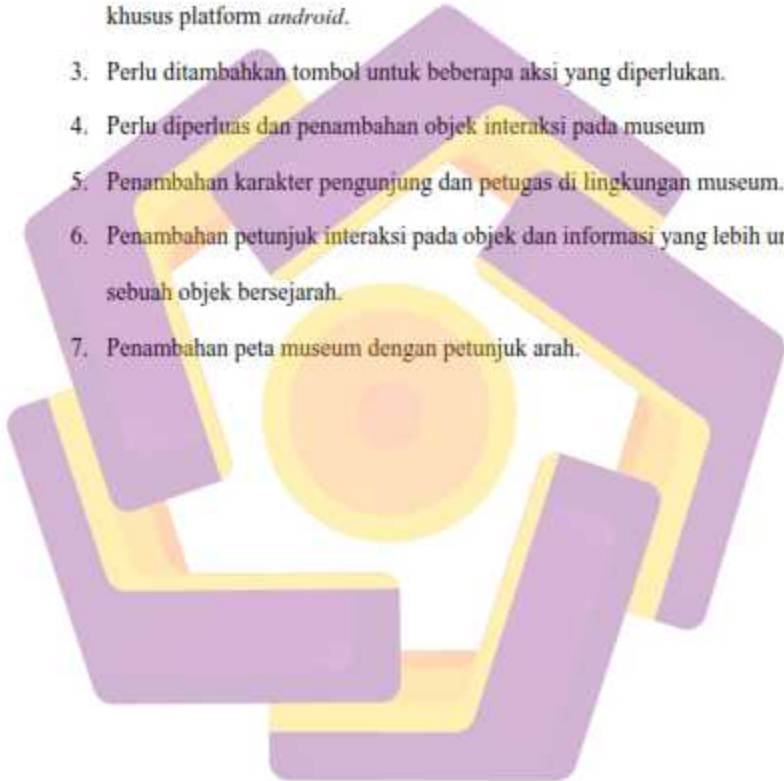 khusus platform android.
3. Perlu ditambahkan tombol untuk beberapa aksi yang diperlukan.
4. Perlu diperluas dan penambahan objek interaksi pada museum
5. Penambahan karakter pengunjung dan petugas di lingkungan museum.
6. Penambahan petunjuk interaksi pada objek dan informasi yang lebih
sebuah objek bersejarah.
7. Penambahan peta museum dengan petunjuk arah.